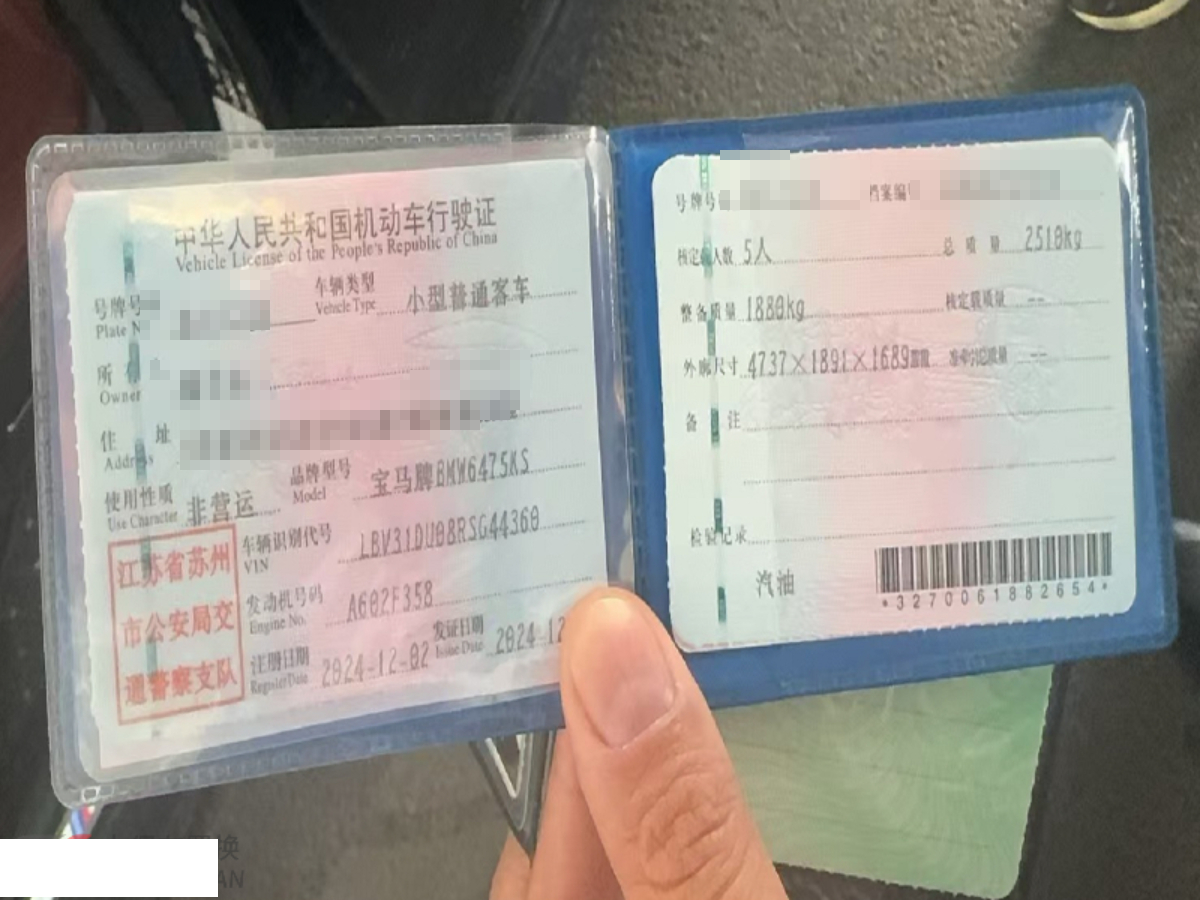 中华人民共和国机动车行驶证
Vehicle License of the People's Republic of China
号牌号
Plate N
车辆类型
Vehicle Type
小型普通客车
所
Owner
住 址
Address
使用性质
Use Character
非营运
品牌型号
Model
宝马牌BMW6475KS
江苏省苏州
市公安局交
通警察支队
车辆识别代号
VIN
LBV31DU08RSG44360
发动机号码
Engine No.
A602F358
注册日期
Register Date
2024-12-02
发证日期
Issue Date
2024-12
号牌号
档案编
核定 人数 5人
总质量 2510kg
整备质量 1880kg
核定载质量 --
外廓尺寸 4737×1891×1689mm
准牵引总质量 --
备 注
检验记录
汽油
*3270061882654*
换
AN